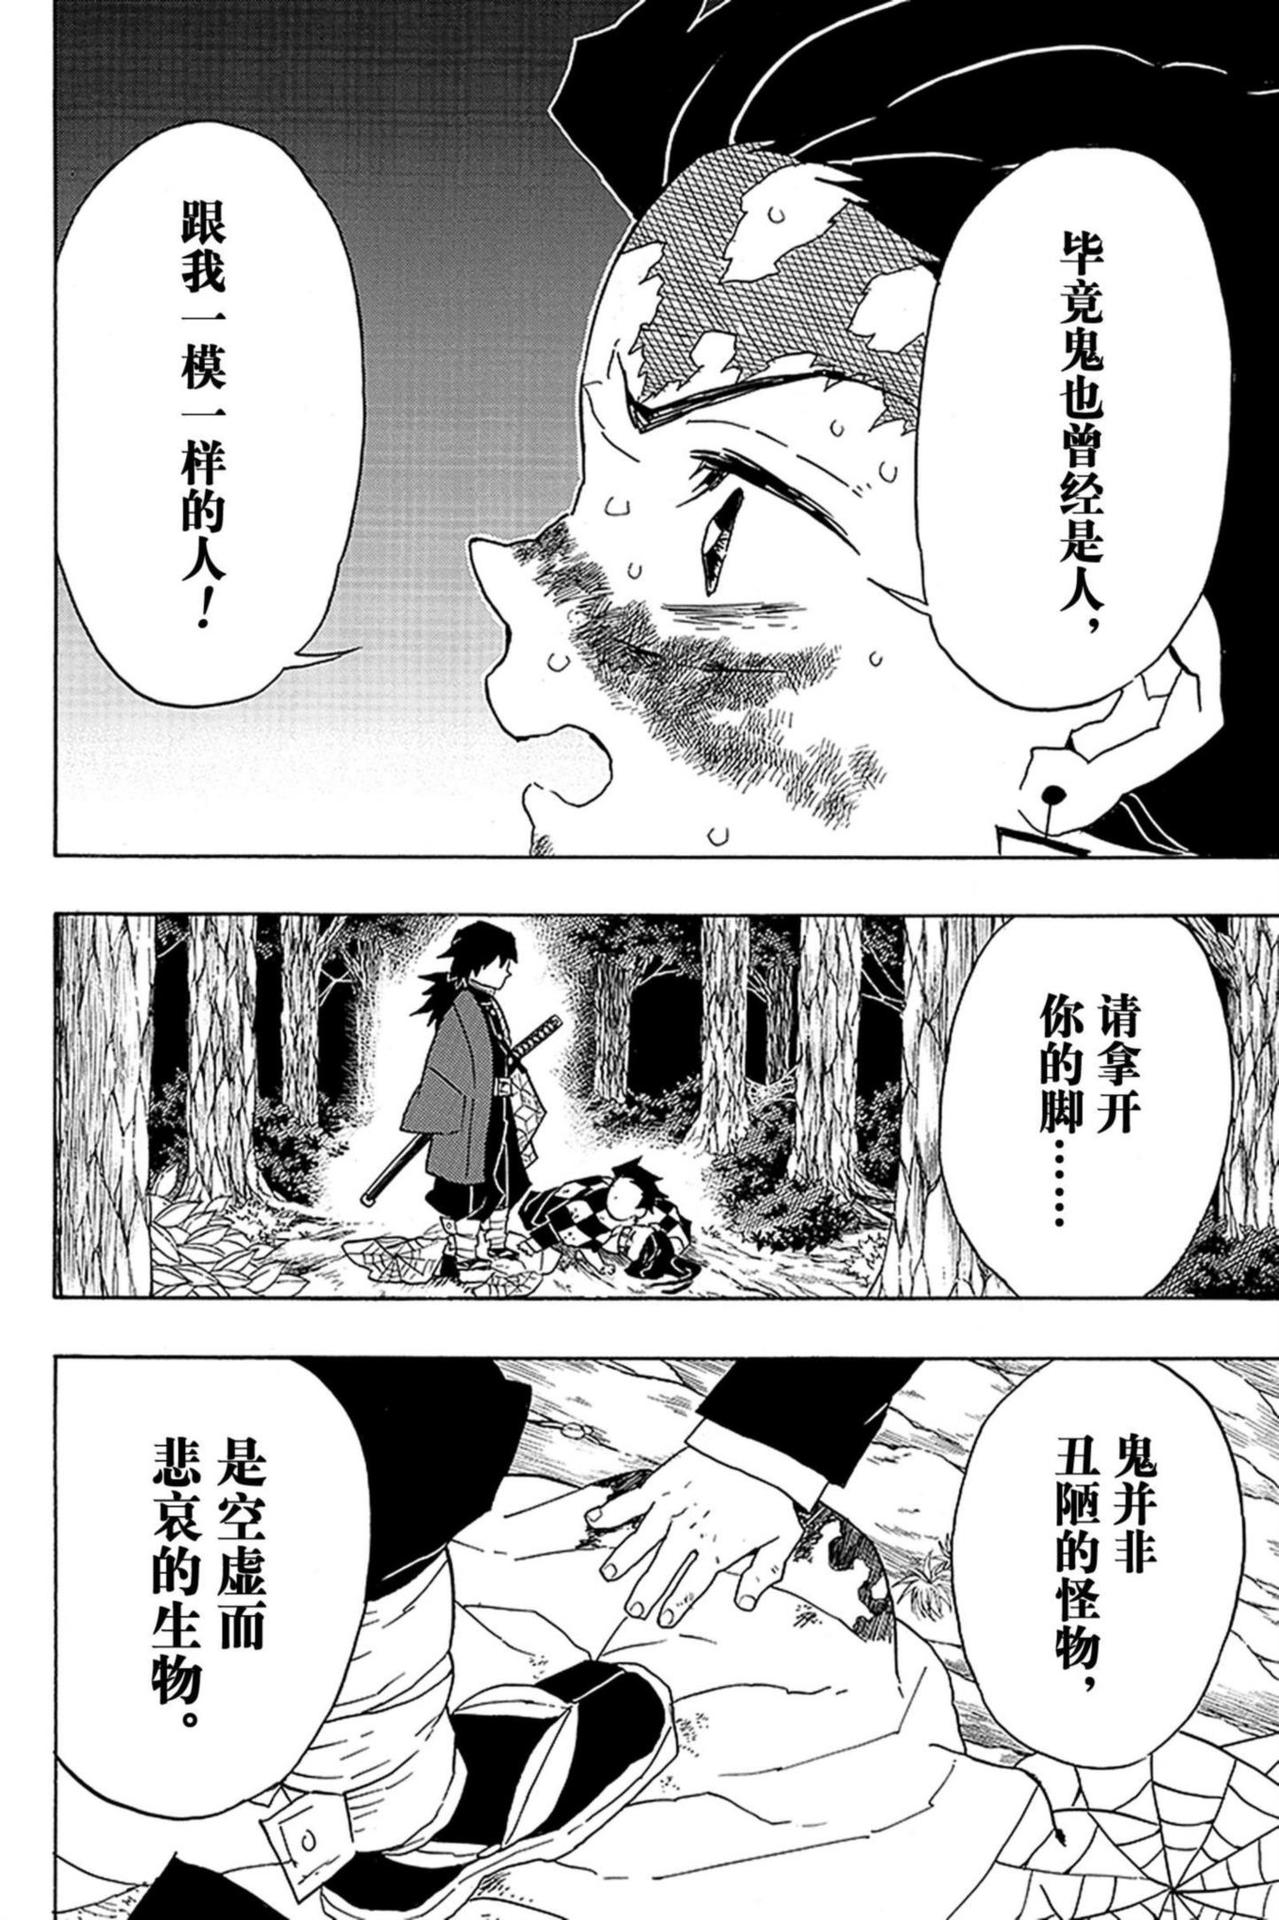 毕竟鬼也曾经是人，
跟我一模一样的人！
请拿开
你的脚……
鬼并非
丑陋的怪物，
是空虚而
悲哀的生物。